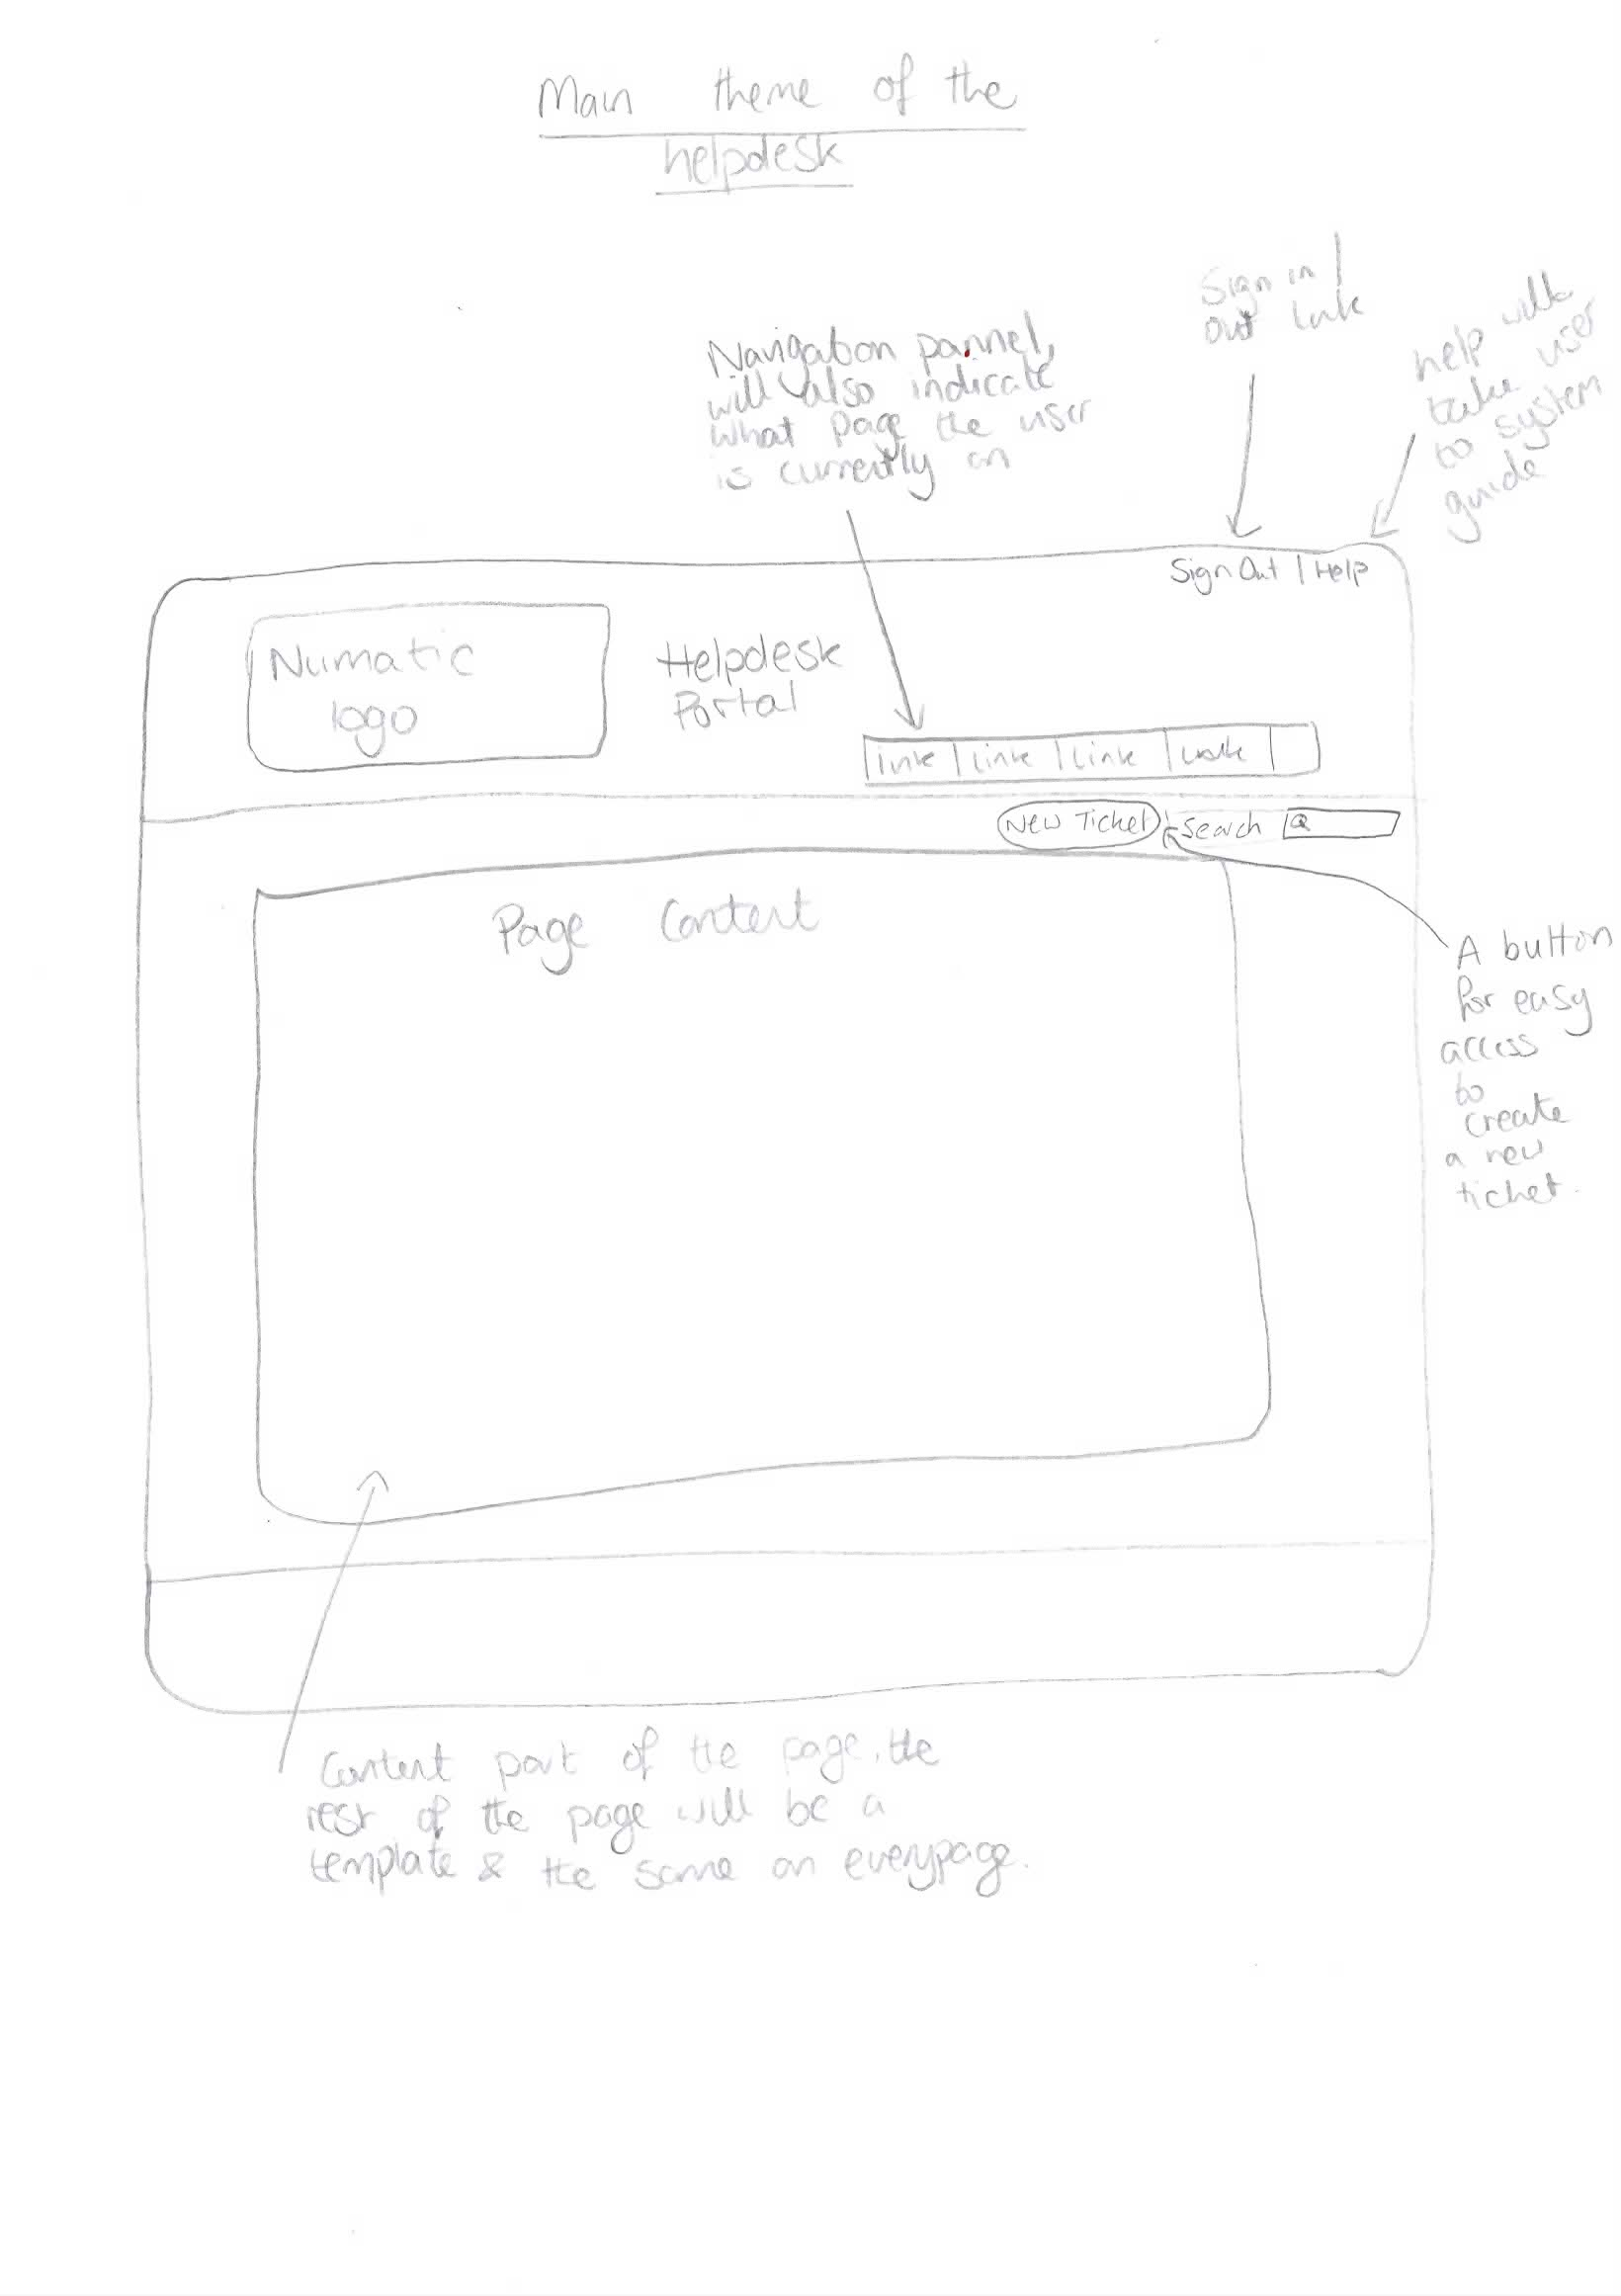 Main theme of the
helpdesk
Sign in /
out link
help will
take user
to system
guide
Navigation pannel,
will also indicate
what page the user
is currently on
Sign Out | Help
Numatic
logo
Helpdesk
Portal
link | link | link | link
New Ticket Search
Page Content
A button
for easy
access
to
create
a new
ticket.
Content part of the page, the
rest of the page will be a
template & the same on everypage.